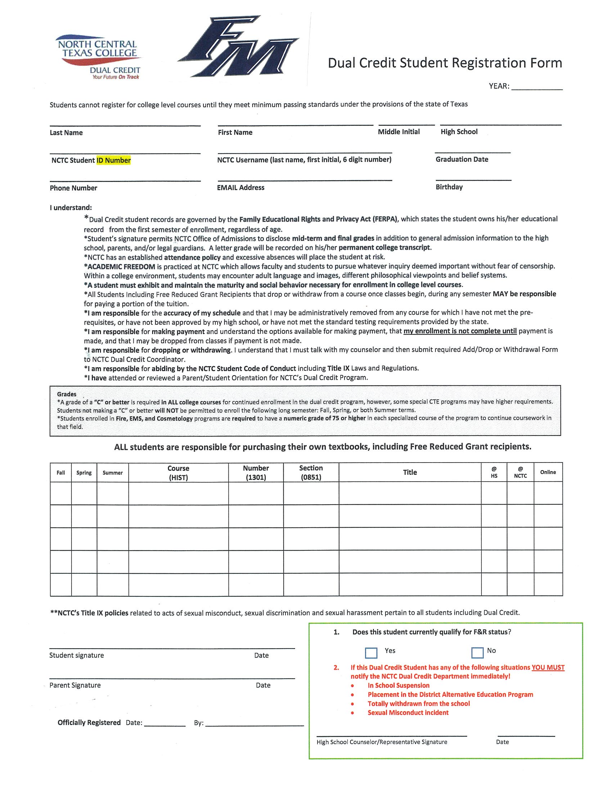 NORTH CENTRAL
TEXAS COLLEGE
DUAL CREDIT
Your Future On Track
FM
Dual Credit Student Registration Form
YEAR: ____________
Students cannot register for college level courses until they meet minimum passing standards under the provisions of the state of Texas
Last Name First Name Middle Initial High School
NCTC Student ID Number NCTC Username (last name, first initial, 6 digit number) Graduation Date
Phone Number EMAIL Address Birthday
I understand:
*Dual Credit student records are governed by the Family Educational Rights and Privacy Act (FERPA), which states the student owns his/her educational
record from the first semester of enrollment, regardless of age.
*Student's signature permits NCTC Office of Admissions to disclose mid-term and final grades in addition to general admission information to the high
school, parents, and/or legal guardians. A letter grade will be recorded on his/her permanent college transcript.
*NCTC has an established attendance policy and excessive absences will place the student at risk.
*ACADEMIC FREEDOM is practiced at NCTC which allows faculty and students to pursue whatever inquiry deemed important without fear of censorship.
Within a college environment, students may encounter adult language and images, different philosophical viewpoints and belief systems.
*A student must exhibit and maintain the maturity and social behavior necessary for enrollment in college level courses.
*All Students Including Free Reduced Grant Recipients that drop or withdraw from a course once classes begin, during any semester MAY be responsible
for paying a portion of the tuition.
*I am responsible for the accuracy of my schedule and that I may be administratively removed from any course for which I have not met the pre-
requisites, or have not been approved by my high school, or have not met the standard testing requirements provided by the state.
*I am responsible for making payment and understand the options available for making payment, that my enrollment is not complete until payment is
made, and that I may be dropped from classes if payment is not made.
*I am responsible for dropping or withdrawing. I understand that I must talk with my counselor and then submit required Add/Drop or Withdrawal Form
to NCTC Dual Credit Coordinator.
*I am responsible for abiding by the NCTC Student Code of Conduct including Title IX Laws and Regulations.
*I have attended or reviewed a Parent/Student Orientation for NCTC's Dual Credit Program.
Grades
*A grade of a "C" or better is required in ALL college courses for continued enrollment in the dual credit program, however, some special CTE programs may have higher requirements.
Students not making a "C" or better will NOT be permitted to enroll the following long semester: Fall, Spring, or both Summer terms.
*Students enrolled in Fire, EMS, and Cosmetology programs are required to have a numeric grade of 75 or higher in each specialized course of the program to continue coursework in
that field.
ALL students are responsible for purchasing their own textbooks, including Free Reduced Grant recipients.
Fall Spring Summer Course (HIST) Number (1301) Section (0851) Title @ HS @ NCTC Online
**NCTC's Title IX policies related to acts of sexual misconduct, sexual discrimination and sexual harassment pertain to all students including Dual Credit.
Student signature Date
Parent Signature Date
Officially Registered Date: __________ By: ________________________
1. Does this student currently qualify for F&R status?
Yes No
2. If this Dual Credit Student has any of the following situations YOU MUST
notify the NCTC Dual Credit Department immediately!
• In School Suspension
• Placement in the District Alternative Education Program
• Totally withdrawn from the school
• Sexual Misconduct Incident
High School Counselor/Representative Signature Date